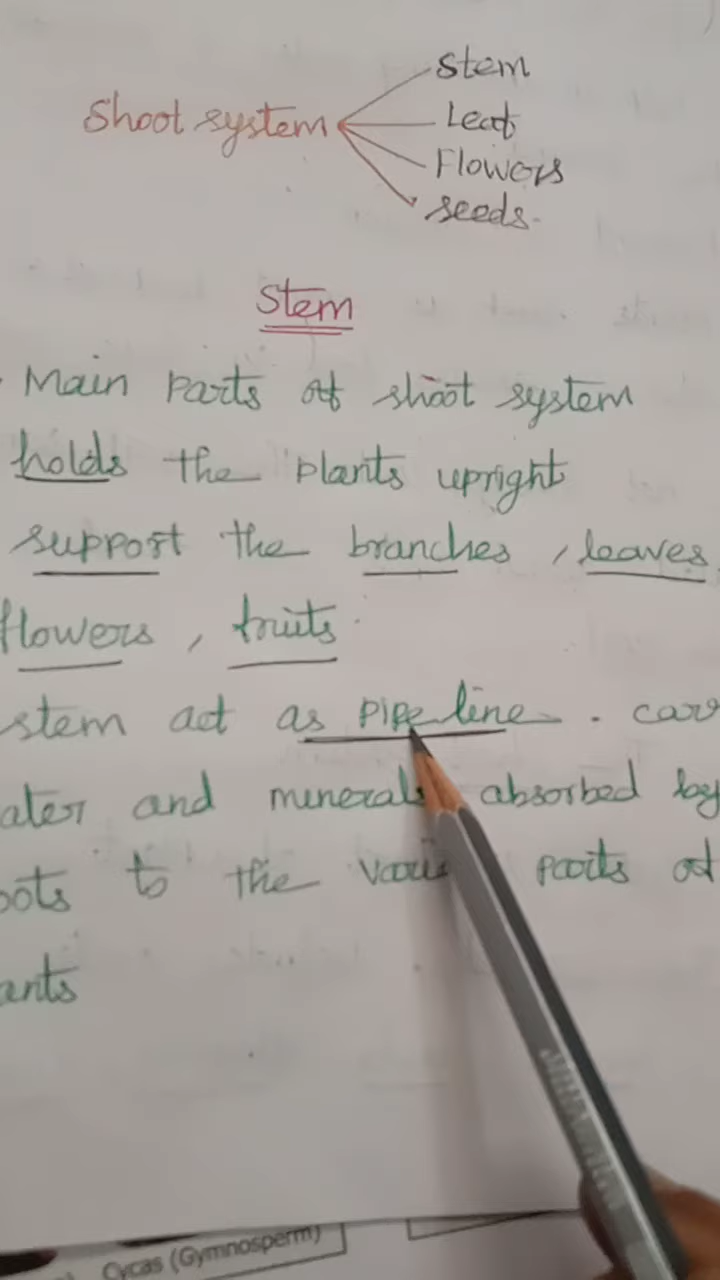 Shoot system
Stem
Leaf
Flowers
seeds.
Stem
Main parts of shoot system
holds the plants upright
support the branches, leaves,
flowers, fruits.
stem act as pipe line. carr
ater and minerals absorbed by
oots to the parts of
ants
Cycas (Gymnosperm)